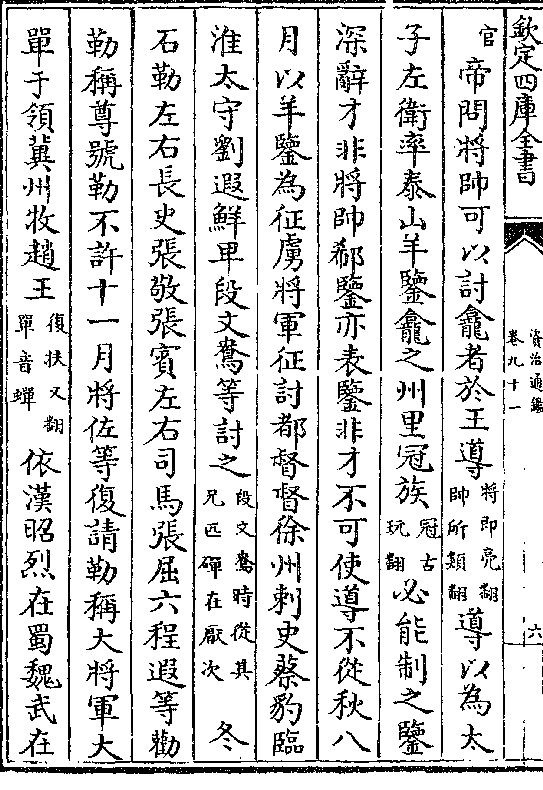 欽定四庫全書
資治通鑑
卷九十一
六
官帝問將帥可以討龕者於王導將即亮翻帥所類翻導以為太
子左衛率泰山羊鑒龕之州里冠族冠古玩翻必能制之鑒
深辭才非將帥郗鑒亦表鑒非才不可使導不從秋八
月以羊鑒為征虜將軍征討都督督徐州刺史蔡豹臨
淮太守劉遐鮮卑段文鴦等討之段文鴦時從其兄匹磾在厭次冬
石勒左右長史張敬張賓左右司馬張屈六程遐等勸
勒稱尊號勒不許十一月將佐等復請勒稱大將軍大
單于領冀州牧趙王復扶又翻單音蟬依漢昭烈在蜀魏武在